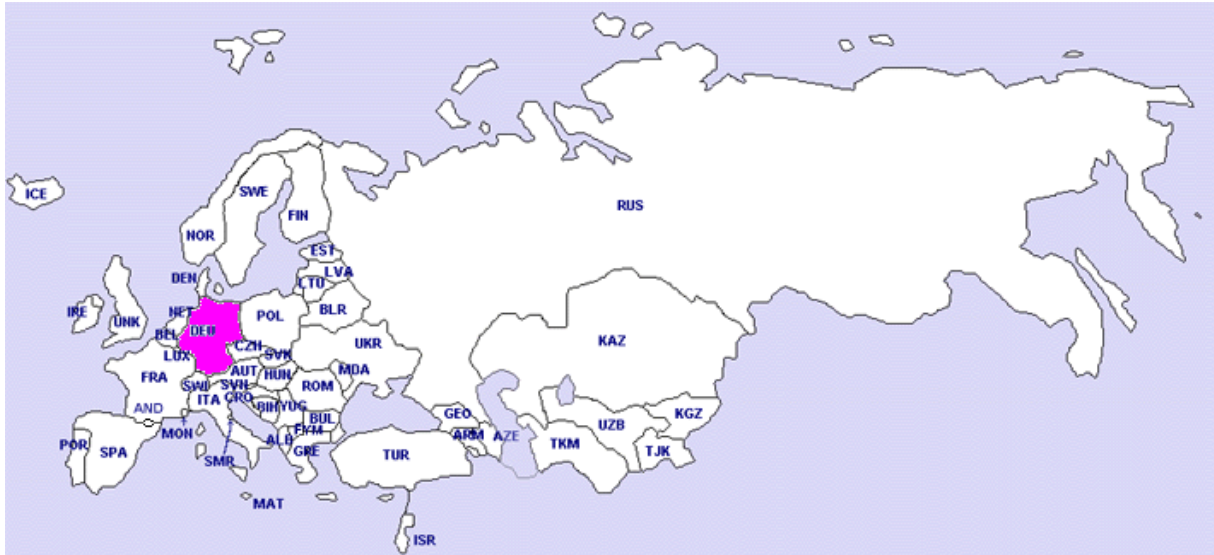 ICE
SWE
FIN
NOR
RUS
EST
LVA
LTU
DEN
IRE
UNK
NET
BEL
LUX
POL
BLR
CZH
SVK
UKR
KAZ
FRA
AUT
HUN
MDA
SWI
SVN
ROM
ITA
CRO
BIH
YUG
AND
MON
BUL
FYM
ALB
GRE
GEO
ARM
AZE
UZB
KGZ
TKM
TJK
POR
SPA
SMR
TUR
MAT
ISR